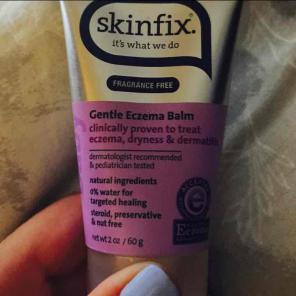 skinfix.
it's what we do
FRAGRANCE FREE
Gentle Eczema Balm
clinically proven to treat
eczema, dryness & dermatitis
dermatologist recommended
& pediatrician tested
natural ingredients
0% water for
targeted healing
steroid, preservative
& nut free
net wt 2 oz / 60 g